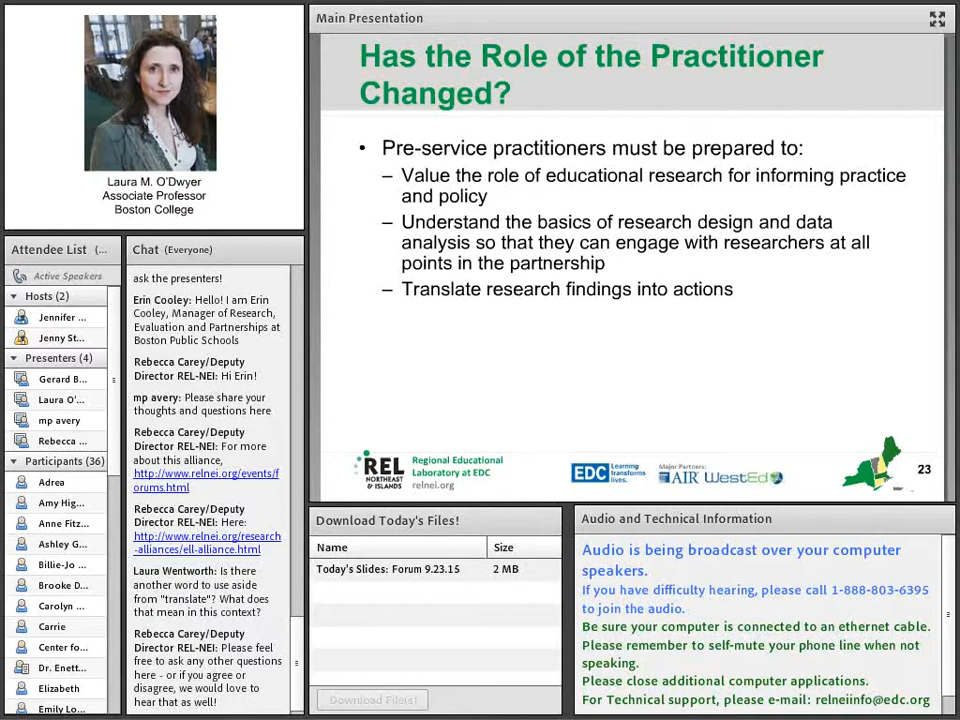 Laura M. O'Dwyer
Associate Professor
Boston College
Main Presentation
Has the Role of the Practitioner
Changed?
• Pre-service practitioners must be prepared to:
– Value the role of educational research for informing practice
and policy
– Understand the basics of research design and data
analysis so that they can engage with researchers at all
points in the partnership
– Translate research findings into actions
REL
NORTHEAST
& ISLANDS
Regional Educational
Laboratory at EDC
relnei.org
EDC
Learning
transforms
lives.
Major Partners:
AIR
WestEd
23
Attendee List (...
Active Speakers
Hosts (2)
Jennifer ...
Jenny St...
Presenters (4)
Gerard B...
Laura O'...
mp avery
Rebecca ...
Participants (36)
Adrea
Amy Hig...
Anne Fitz...
Ashley G...
Billie-Jo ...
Brooke D...
Carolyn ...
Carrie
Center fo...
Dr. Enett...
Elizabeth
Emily Lo...
Chat (Everyone)
ask the presenters!
Erin Cooley: Hello! I am Erin
Cooley, Manager of Research,
Evaluation and Partnerships at
Boston Public Schools
Rebecca Carey/Deputy
Director REL-NEI: Hi Erin!
mp avery: Please share your
thoughts and questions here
Rebecca Carey/Deputy
Director REL-NEI: For more
about this alliance,
http://www.relnei.org/events/f
orums.html
Rebecca Carey/Deputy
Director REL-NEI: Here:
http://www.relnei.org/research
-alliances/ell-alliance.html
Laura Wentworth: Is there
another word to use aside
from "translate"? What does
that mean in this context?
Rebecca Carey/Deputy
Director REL-NEI: Please feel
free to ask any other questions
here - or if you agree or
disagree, we would love to
hear that as well!
Download Today's Files!
Name Size
Today's Slides: Forum 9.23.15 2 MB
Download File(s)
Audio and Technical Information
Audio is being broadcast over your computer
speakers.
If you have difficulty hearing, please call 1-888-803-6395
to join the audio.
Be sure your computer is connected to an ethernet cable.
Please remember to self-mute your phone line when not
speaking.
Please close additional computer applications.
For Technical support, please e-mail: relneiinfo@edc.org